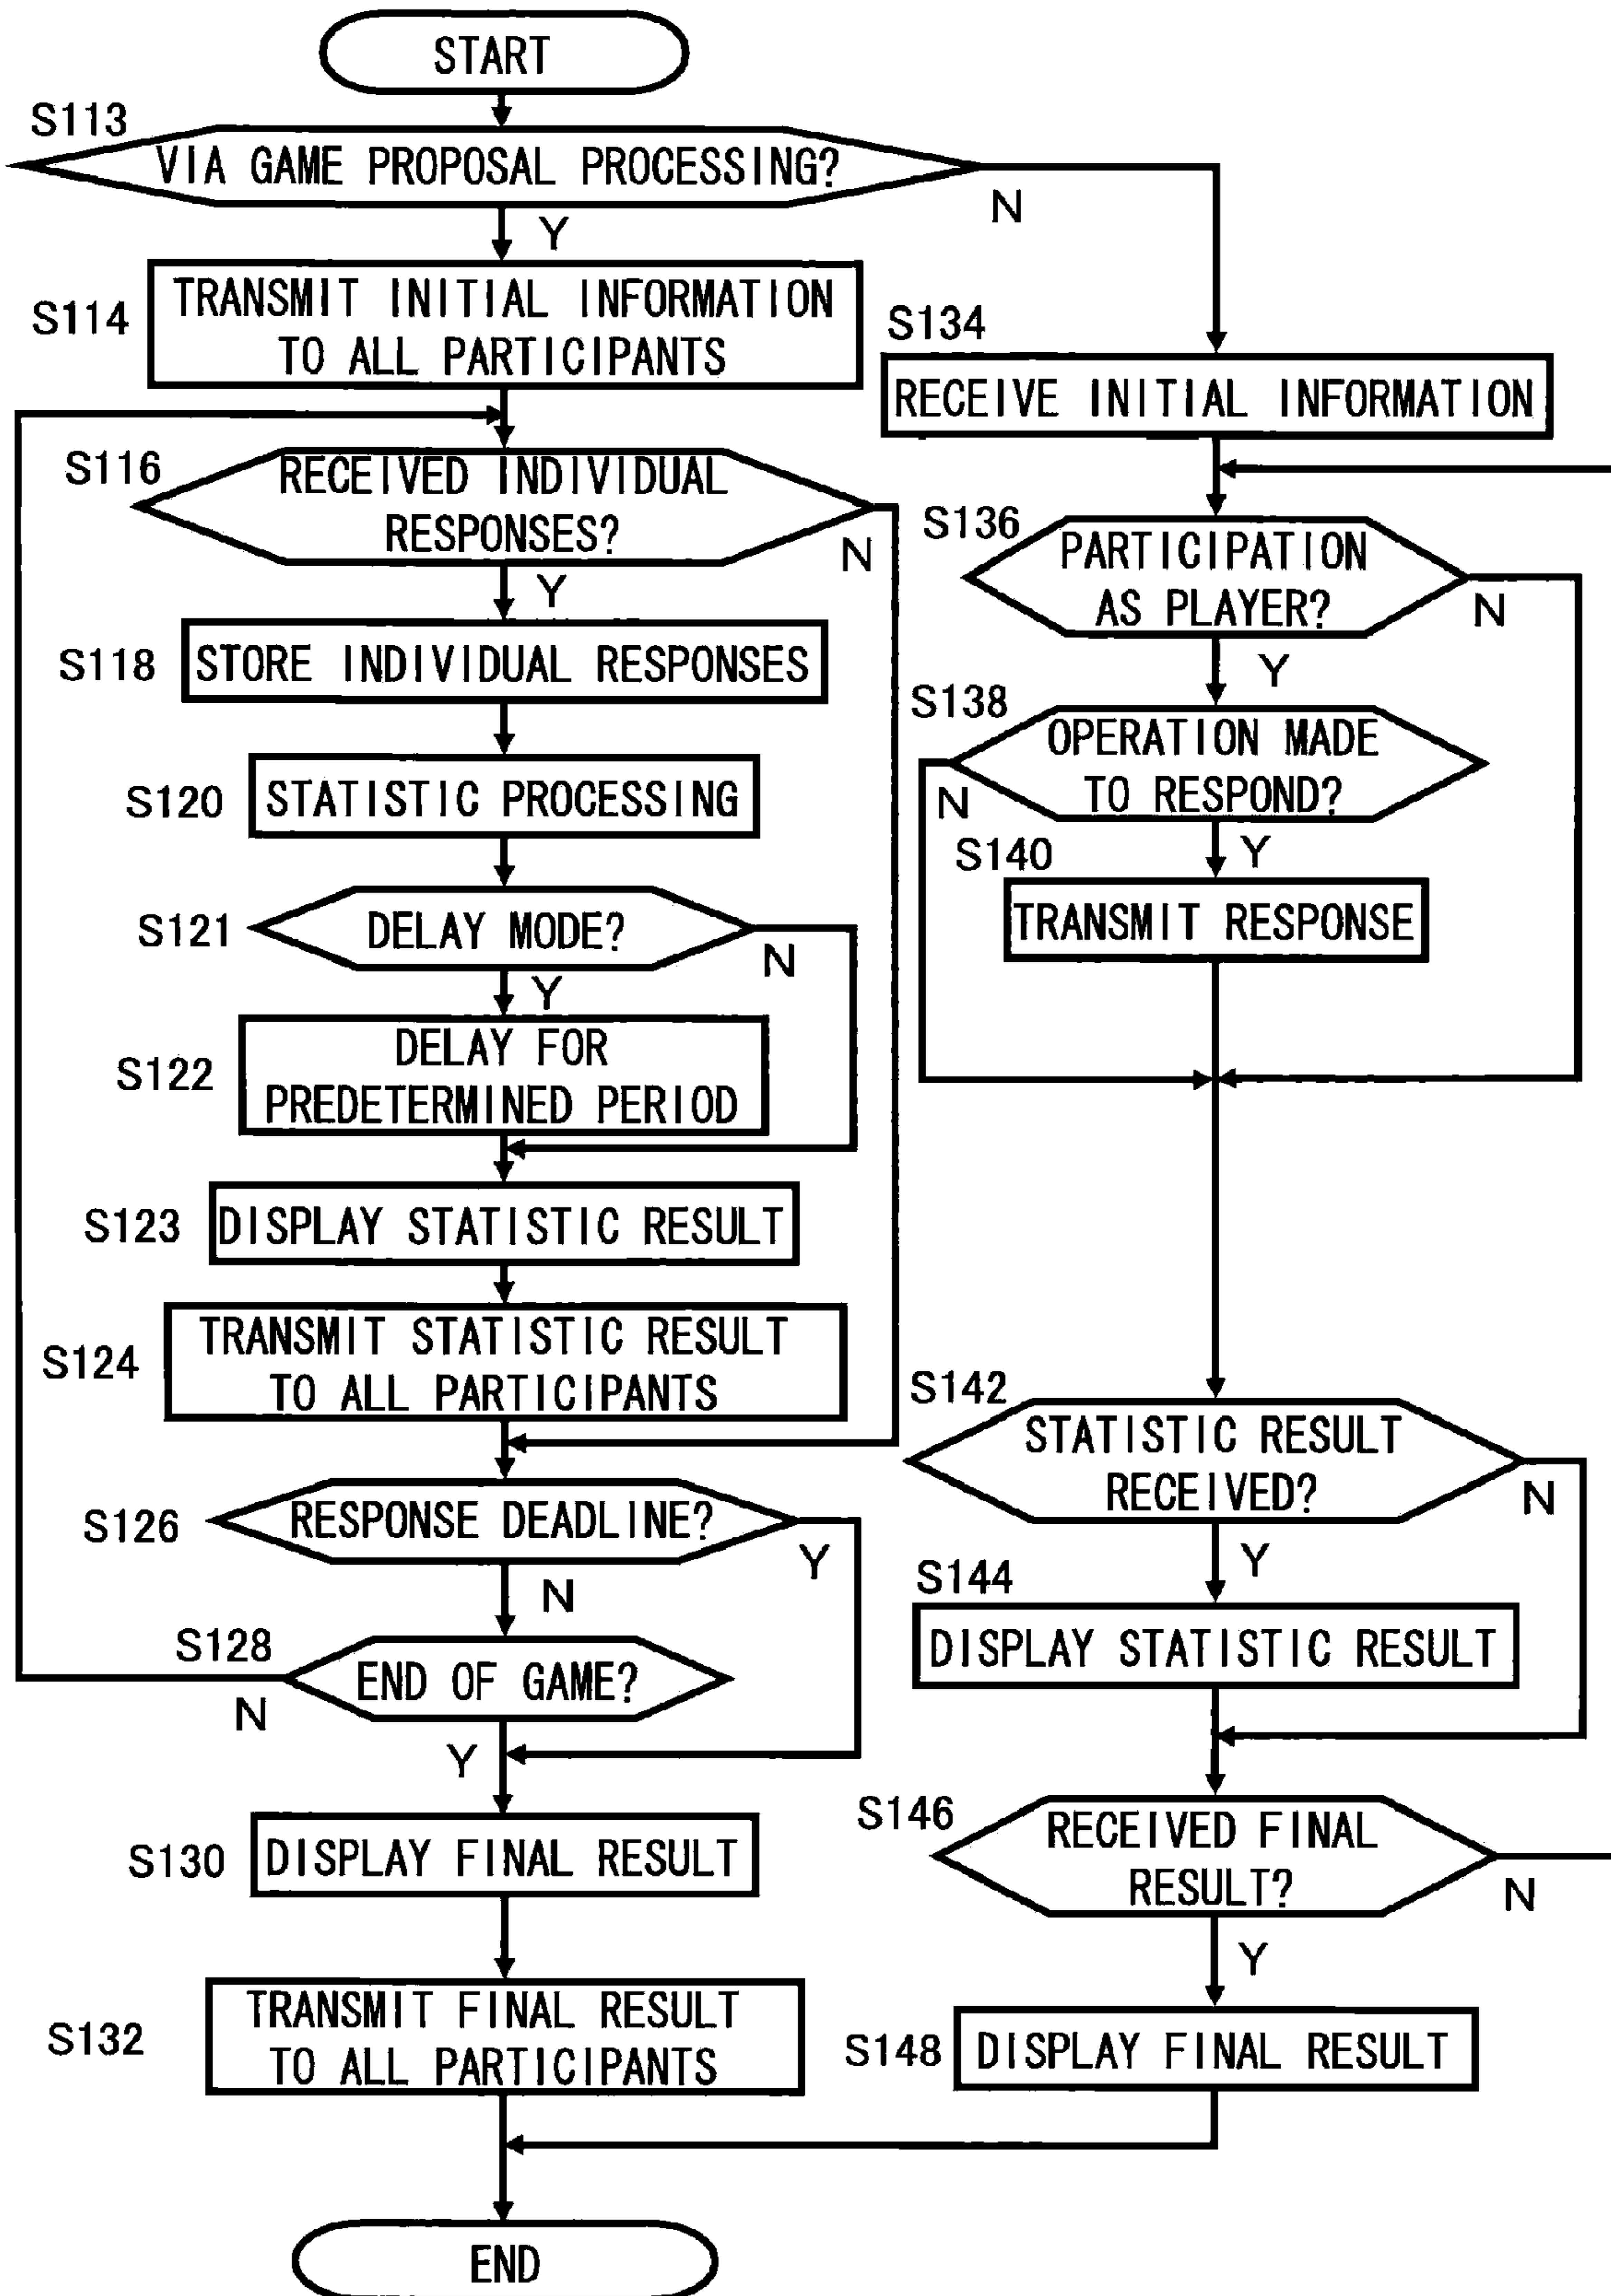 START
S113
VIA GAME PROPOSAL PROCESSING?
N
Y
S114
TRANSMIT INITIAL INFORMATION
TO ALL PARTICIPANTS
S116
RECEIVED INDIVIDUAL
RESPONSES?
N
Y
S118
STORE INDIVIDUAL RESPONSES
S120
STATISTIC PROCESSING
S121
DELAY MODE?
N
Y
S122
DELAY FOR
PREDETERMINED PERIOD
S123
DISPLAY STATISTIC RESULT
S124
TRANSMIT STATISTIC RESULT
TO ALL PARTICIPANTS
S126
RESPONSE DEADLINE?
Y
N
S128
END OF GAME?
N
Y
S130
DISPLAY FINAL RESULT
S132
TRANSMIT FINAL RESULT
TO ALL PARTICIPANTS
S134
RECEIVE INITIAL INFORMATION
S136
PARTICIPATION
AS PLAYER?
N
Y
S138
OPERATION MADE
TO RESPOND?
N
Y
S140
TRANSMIT RESPONSE
S142
STATISTIC RESULT
RECEIVED?
N
Y
S144
DISPLAY STATISTIC RESULT
S146
RECEIVED FINAL
RESULT?
N
Y
S148
DISPLAY FINAL RESULT
END